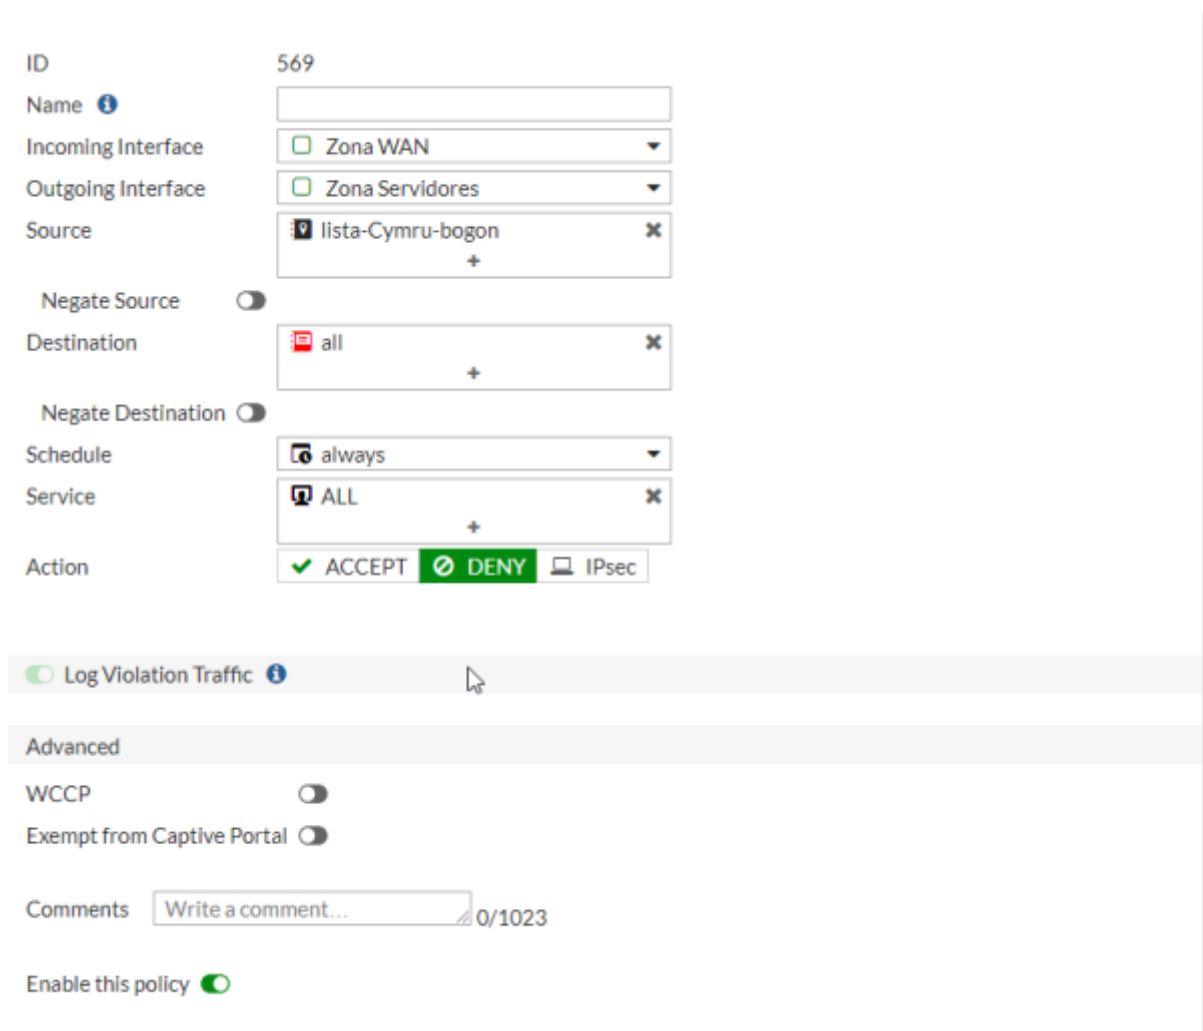 ID 569
Name
Incoming Interface Zona WAN
Outgoing Interface Zona Servidores
Source lista-Cymru-bogon
+
Negate Source
Destination all
+
Negate Destination
Schedule always
Service ALL
+
Action ACCEPT DENY IPsec
Log Violation Traffic
Advanced
WCCP
Exempt from Captive Portal
Comments Write a comment... 0/1023
Enable this policy